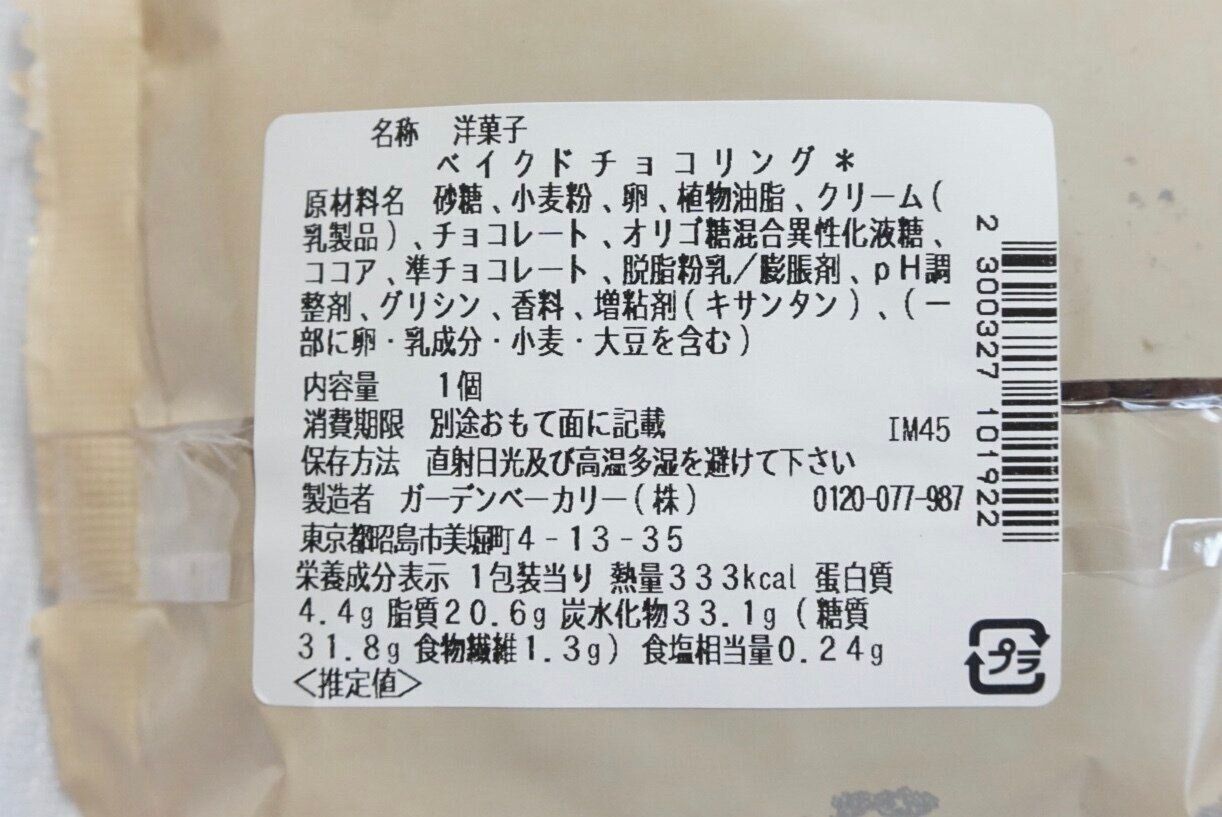 名称 洋菓子
ベイクドチョコリング*
原材料名 砂糖、小麦粉、卵、植物油脂、クリーム(
乳製品)、チョコレート、オリゴ糖混合異性化液糖、
ココア、準チョコレート、脱脂粉乳/膨脹剤、pH調
整剤、グリシン、香料、増粘剤(キサンタン)、(一
部に卵・乳成分・小麦・大豆を含む)
内容量 1個
消費期限 別途おもて面に記載 IM45
保存方法 直射日光及び高温多湿を避けて下さい
製造者 ガーデンベーカリー(株) 0120-077-987
東京都昭島市美堀町4-13-35
栄養成分表示 1包装当り 熱量333kcal 蛋白質
4.4g 脂質20.6g 炭水化物33.1g(糖質
31.8g 食物繊維1.3g) 食塩相当量0.24g
<推定値>
プラ
2 300327 101922